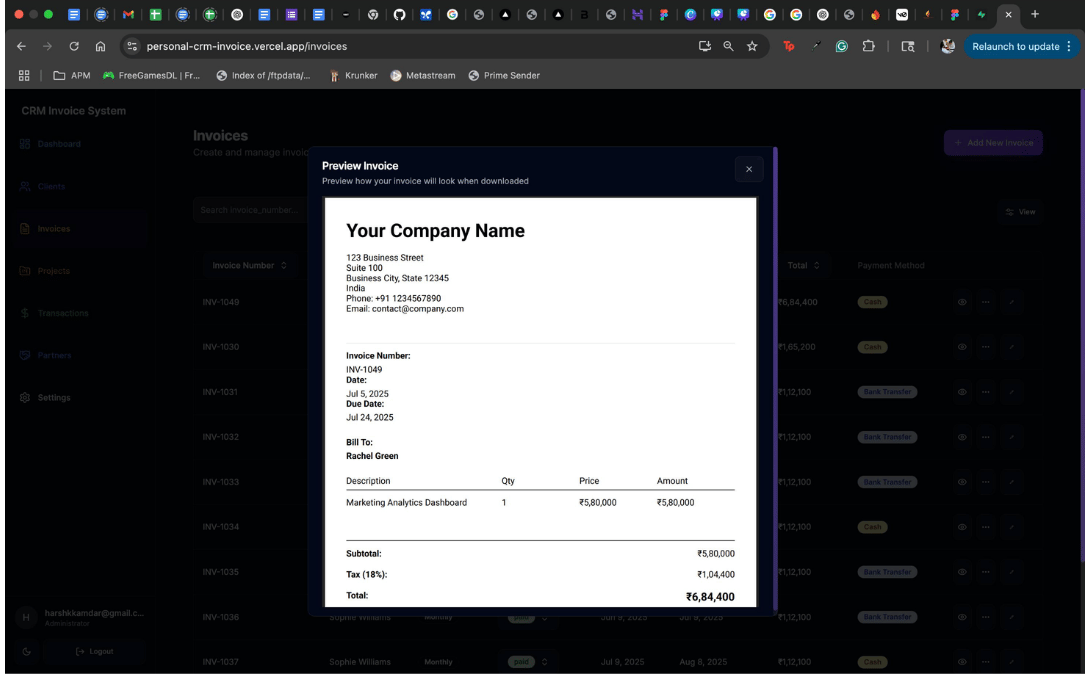 personal-crm-invoice.vercel.app/invoices
Relaunch to update
APM
FreeGamesDL | Fr...
Index of /ftpdata/...
Krunker
Metastream
Prime Sender
CRM Invoice System
Dashboard
Clients
Invoices
Projects
Transactions
Partners
Settings
harshkkamdar@gmail.c...
Administrator
Logout
Invoices
Create and manage invoic
Add New Invoice
Search invoice_number...
View
Invoice Number
Total
Payment Method
INV-1049
₹6,84,400
Cash
INV-1030
₹1,65,200
Cash
INV-1031
₹1,12,100
Bank Transfer
INV-1032
₹1,12,100
Bank Transfer
INV-1033
₹1,12,100
Bank Transfer
INV-1034
₹1,12,100
Cash
INV-1035
₹1,12,100
Bank Transfer
INV-1036
Sophie Williams
Monthly
paid
Jun 9, 2025
Jul 9, 2025
₹1,12,100
Bank Transfer
INV-1037
Sophie Williams
Monthly
paid
Jul 9, 2025
Aug 8, 2025
₹1,12,100
Cash
Preview Invoice
Preview how your invoice will look when downloaded
Your Company Name
123 Business Street
Suite 100
Business City, State 12345
India
Phone: +91 1234567890
Email: contact@company.com
Invoice Number:
INV-1049
Date:
Jul 5, 2025
Due Date:
Jul 24, 2025
Bill To:
Rachel Green
Description Qty Price Amount
Marketing Analytics Dashboard 1 ₹5,80,000 ₹5,80,000
Subtotal: ₹5,80,000
Tax (18%): ₹1,04,400
Total: ₹6,84,400